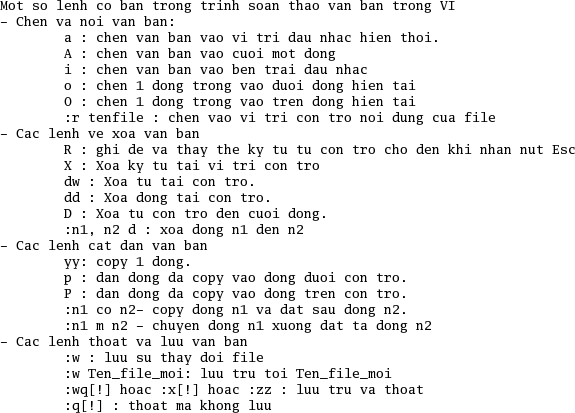 Mot so lenh co ban trong trinh soan thao van ban trong VI
- Chen va noi van ban:
a : chen van ban vao vi tri dau nhac hien thoi.
A : chen van ban vao cuoi mot dong
i : chen van ban vao ben trai dau nhac
o : chen 1 dong trong vao duoi dong hien tai
O : chen 1 dong trong vao tren dong hien tai
:r tenfile : chen vao vi tri con tro noi dung cua file
- Cac lenh ve xoa van ban
R : ghi de va thay the ky tu tu con tro cho den khi nhan nut Esc
X : Xoa ky tu tai vi tri con tro
dw : Xoa tu tai con tro.
dd : Xoa dong tai con tro.
D : Xoa tu con tro den cuoi dong.
:n1, n2 d : xoa dong n1 den n2
- Cac lenh cat dan van ban
yy: copy 1 dong.
p : dan dong da copy vao dong duoi con tro.
P : dan dong da copy vao dong tren con tro.
:n1 co n2- copy dong n1 va dat sau dong n2.
:n1 m n2 - chuyen dong n1 xuong dat ta dong n2
- Cac lenh thoat va luu van ban
:w : luu su thay doi file
:w Ten_file_moi: luu tru toi Ten_file_moi
:wq[!] hoac :x[!] hoac :zz : luu tru va thoat
:q[!] : thoat ma khong luu